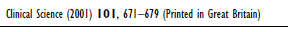 Clinical Science (2001) 101, 671–679 (Printed in Great Britain)